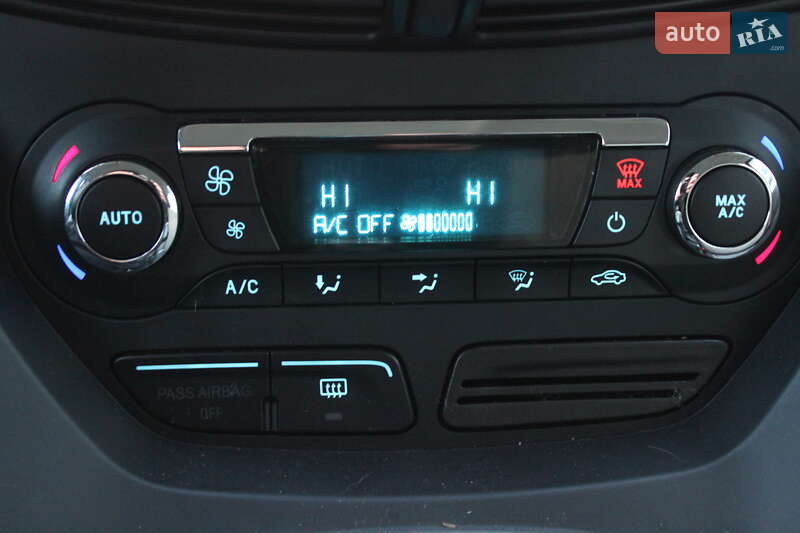 auto RIA
.com
HI HI
A/C OFF
MAX
AUTO
MAX
A/C
A/C
PASS AIRBAG
OFF